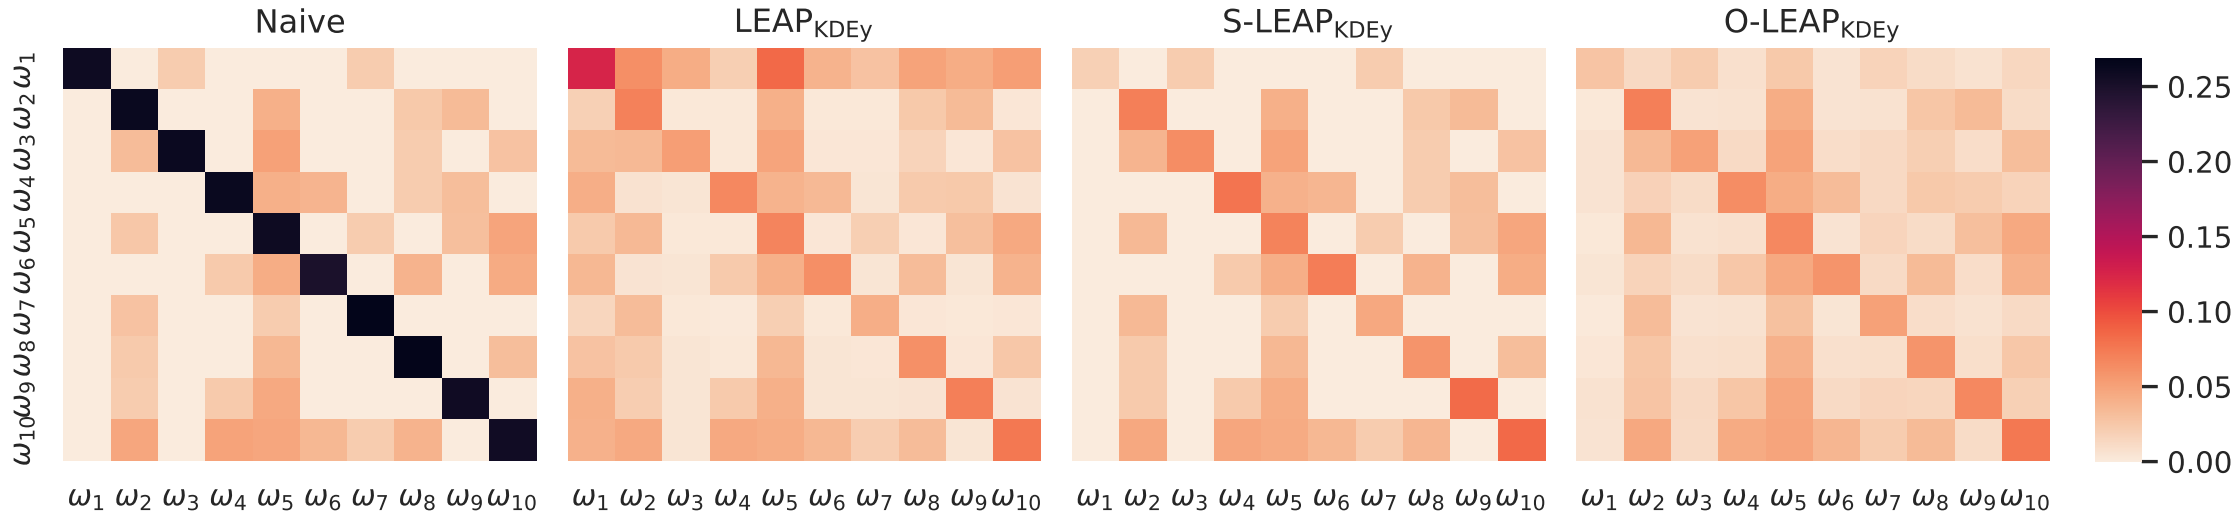 Naive
LEAP_KDEy
S-LEAP_KDEy
O-LEAP_KDEy
ω₁
ω₂
ω₃
ω₄
ω₅
ω₆
ω₇
ω₈
ω₉
ω₁₀
ω₁ ω₂ ω₃ ω₄ ω₅ ω₆ ω₇ ω₈ ω₉ ω₁₀
ω₁ ω₂ ω₃ ω₄ ω₅ ω₆ ω₇ ω₈ ω₉ ω₁₀
ω₁ ω₂ ω₃ ω₄ ω₅ ω₆ ω₇ ω₈ ω₉ ω₁₀
ω₁ ω₂ ω₃ ω₄ ω₅ ω₆ ω₇ ω₈ ω₉ ω₁₀
0.25
0.20
0.15
0.10
0.05
0.00